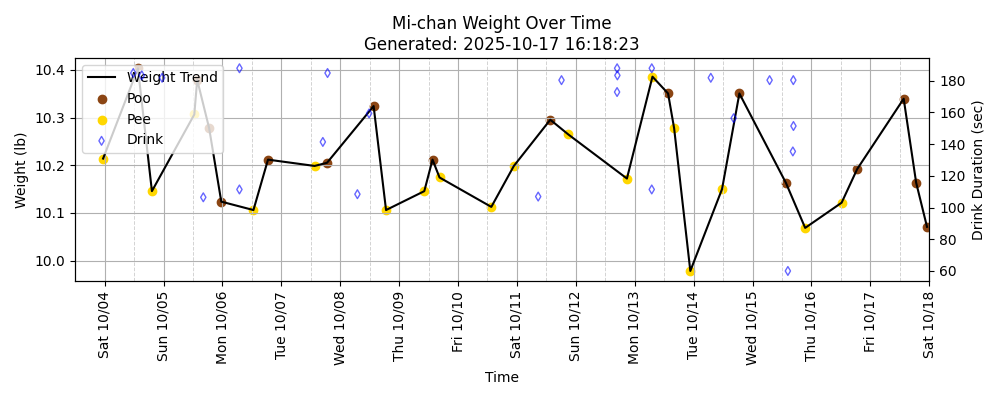 Mi-chan Weight Over Time
Generated: 2025-10-17 16:18:23
Weight Trend
Poo
Pee
Drink
Weight (lb)
10.4
10.3
10.2
10.1
10.0
180
160
140
120
100
80
60
Drink Duration (sec)
Sat 10/04
Sun 10/05
Mon 10/06
Tue 10/07
Wed 10/08
Thu 10/09
Fri 10/10
Sat 10/11
Sun 10/12
Mon 10/13
Tue 10/14
Wed 10/15
Thu 10/16
Fri 10/17
Sat 10/18
Time